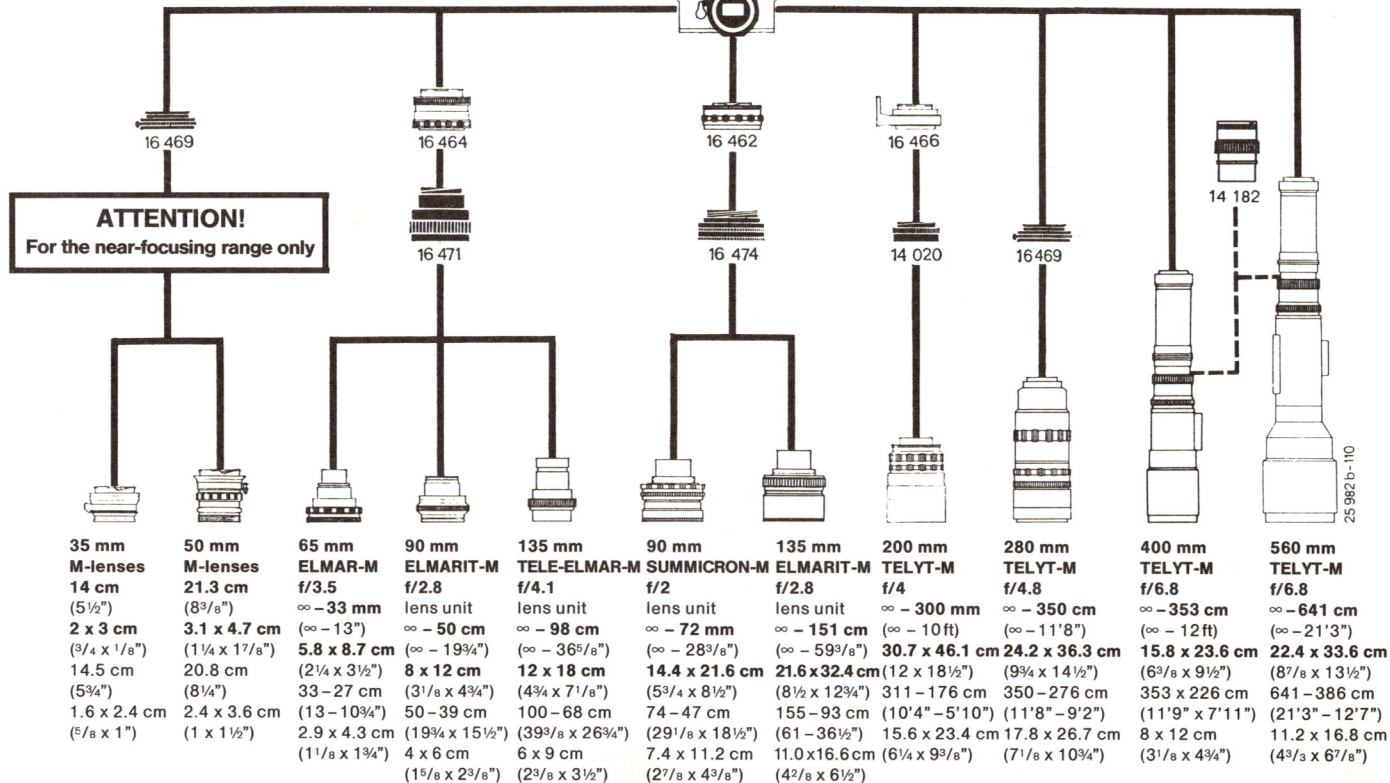 16 469
16 464
16 462
16 466
14 182
ATTENTION!
For the near-focusing range only
16 471
16 474
14 020
16469
25 982 b-110
35 mm
M-lenses
14 cm
(5½")
2 x 3 cm
(3/4 x 1/8")
14.5 cm
(5¾")
1.6 x 2.4 cm
(5/8 x 1")
50 mm
M-lenses
21.3 cm
(83/8")
3.1 x 4.7 cm
(1¼ x 17/8")
20.8 cm
(8¼")
2.4 x 3.6 cm
(1 x 1½")
65 mm
ELMAR-M
f/3.5
∞ – 33 mm
(∞ – 13")
5.8 x 8.7 cm
(2¼ x 3½")
33 – 27 cm
(13 – 10¾")
2.9 x 4.3 cm
(11/8 x 1¾")
90 mm
ELMARIT-M
f/2.8
lens unit
∞ – 50 cm
(∞ – 19¾")
8 x 12 cm
(31/8 x 4¾")
50 – 39 cm
(19¾ x 15½")
4 x 6 cm
(15/8 x 23/8")
135 mm
TELE-ELMAR-M
f/4.1
lens unit
∞ – 98 cm
(∞ – 365/8")
12 x 18 cm
(4¾ x 71/8")
100 – 68 cm
(393/8 x 26¾")
6 x 9 cm
(23/8 x 3½")
90 mm
SUMMICRON-M
f/2
lens unit
∞ – 72 mm
(∞ – 283/8")
14.4 x 21.6 cm
(53/4 x 8½")
74 – 47 cm
(291/8 x 18½")
7.4 x 11.2 cm
(27/8 x 43/8")
135 mm
ELMARIT-M
f/2.8
lens unit
∞ – 151 cm
(∞ – 593/8")
21.6 x 32.4 cm
(8½ x 12¾")
155 – 93 cm
(61 – 36½")
11.0x16.6 cm
(42/8 x 6½")
200 mm
TELYT-M
f/4
∞ – 300 mm
(∞ – 10 ft)
30.7 x 46.1 cm
(12 x 18½")
311 – 176 cm
(10'4" – 5'10")
15.6 x 23.4 cm
(6¼ x 93/8")
280 mm
TELYT-M
f/4.8
∞ – 350 cm
(∞ – 11'8")
24.2 x 36.3 cm
(9¾ x 14½")
350 – 276 cm
(11'8" – 9'2")
17.8 x 26.7 cm
(71/8 x 10¾")
400 mm
TELYT-M
f/6.8
∞ – 353 cm
(∞ – 12 ft)
15.8 x 23.6 cm
(63/8 x 9½")
353 x 226 cm
(11'9" x 7'11")
8 x 12 cm
(31/8 x 4¾")
560 mm
TELYT-M
f/6.8
∞ – 641 cm
(∞ – 21'3")
22.4 x 33.6 cm
(87/8 x 13½")
641 – 386 cm
(21'3" – 12'7")
11.2 x 16.8 cm
(43/3 x 67/8")